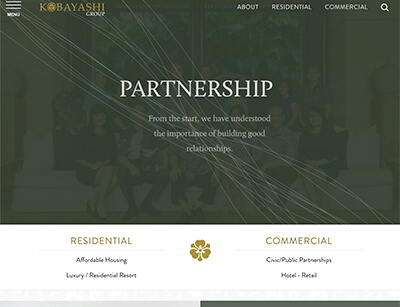 MENU
KOBAYASHI
GROUP
ABOUT RESIDENTIAL COMMERCIAL
PARTNERSHIP
From the start, we have understood
the importance of building good
relationships.
RESIDENTIAL
Affordable Housing
Luxury / Residential Resort
COMMERCIAL
Civic/Public Partnerships
Hotel - Retail